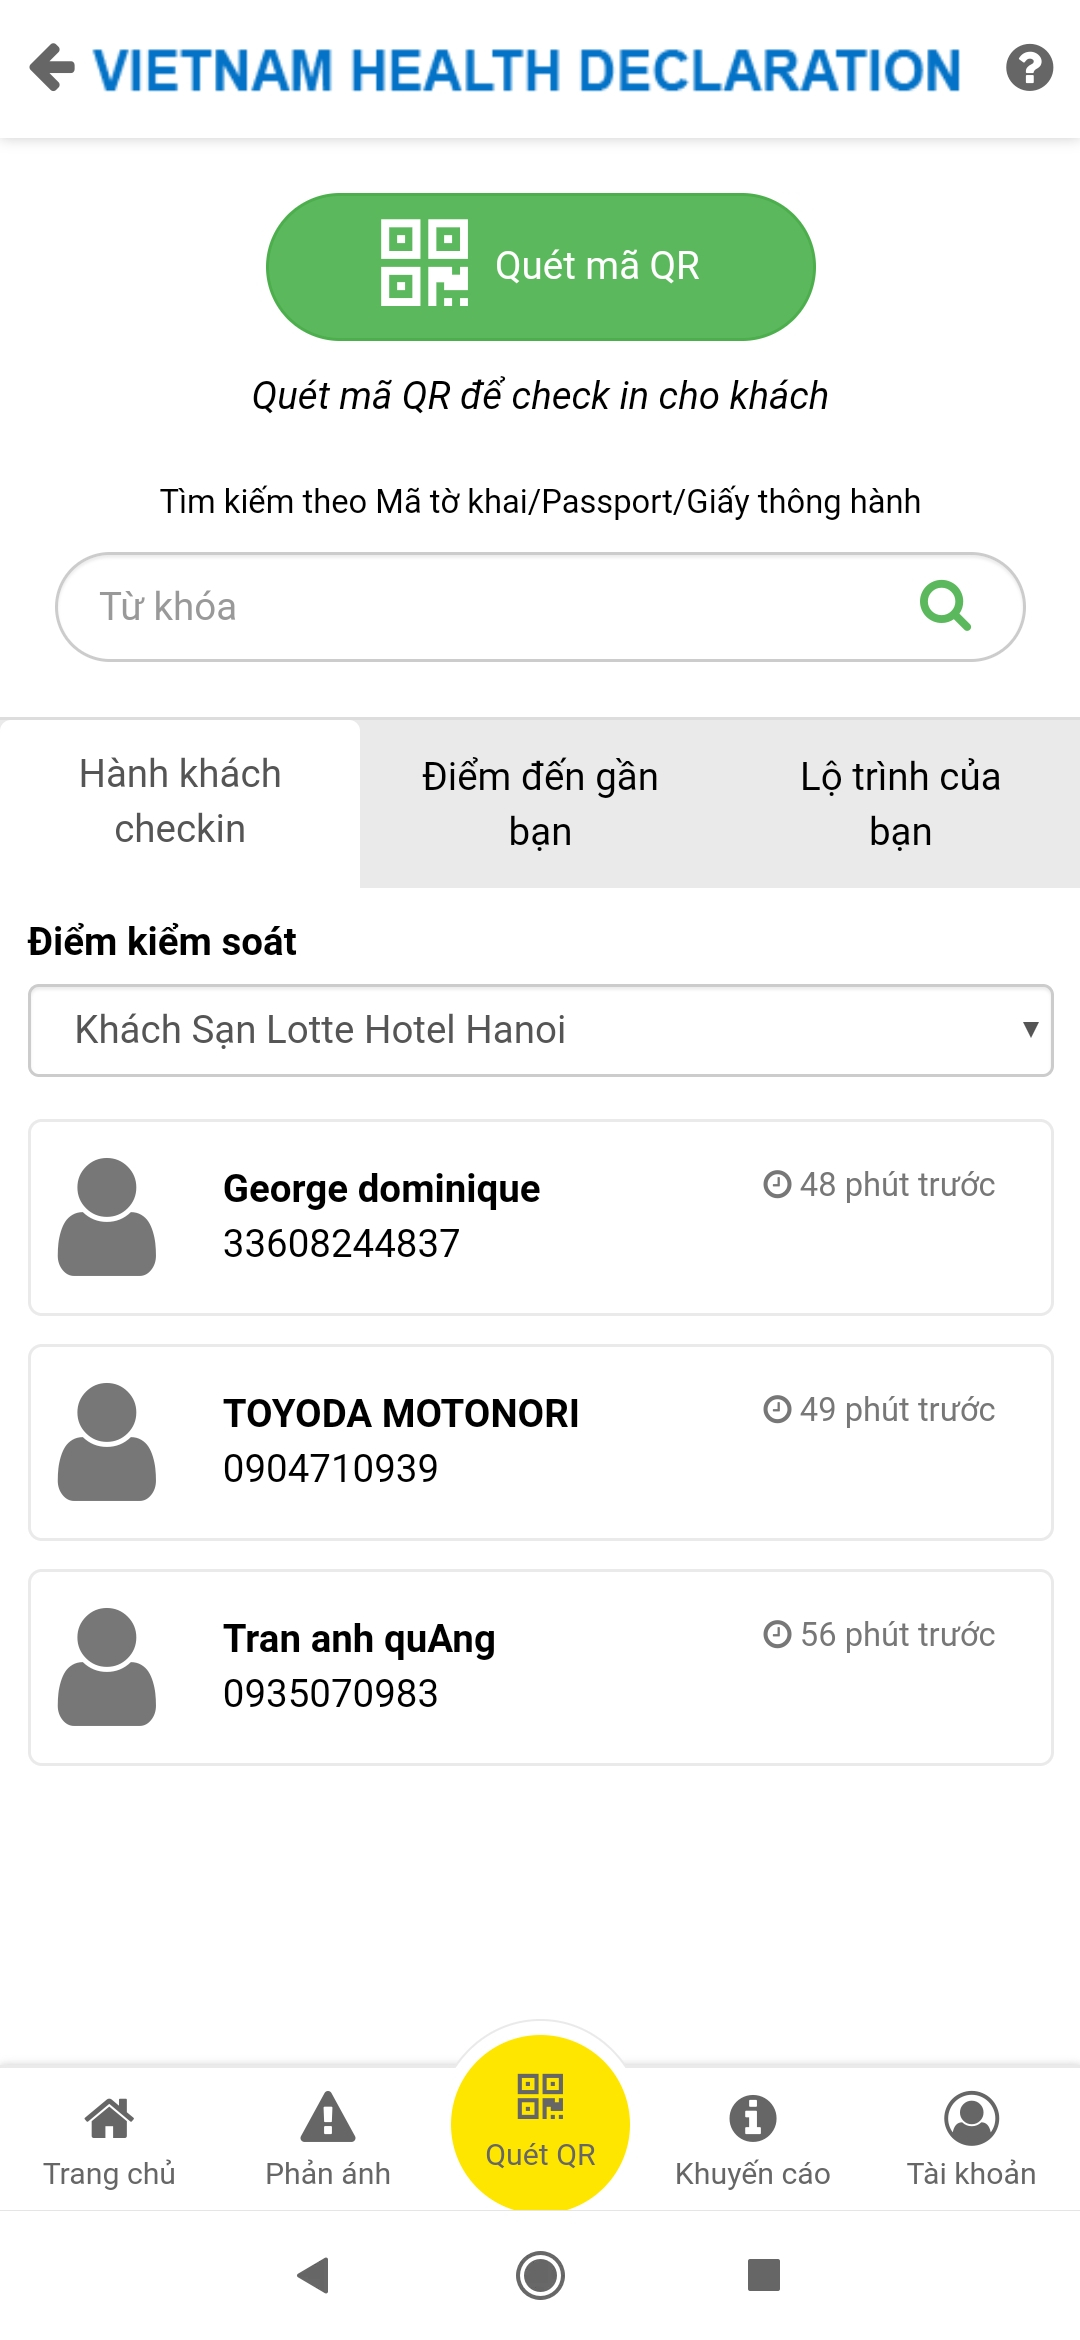 VIETNAM HEALTH DECLARATION
Quét mã QR
Quét mã QR để check in cho khách
Tìm kiếm theo Mã tờ khai/Passport/Giấy thông hành
Từ khóa
Hành khách
checkin
Điểm đến gần
bạn
Lộ trình của
bạn
Điểm kiểm soát
Khách Sạn Lotte Hotel Hanoi
George dominique
48 phút trước
33608244837
TOYODA MOTONORI
49 phút trước
0904710939
Tran anh quAng
56 phút trước
0935070983
Trang chủ
Phản ánh
Quét QR
Khuyến cáo
Tài khoản